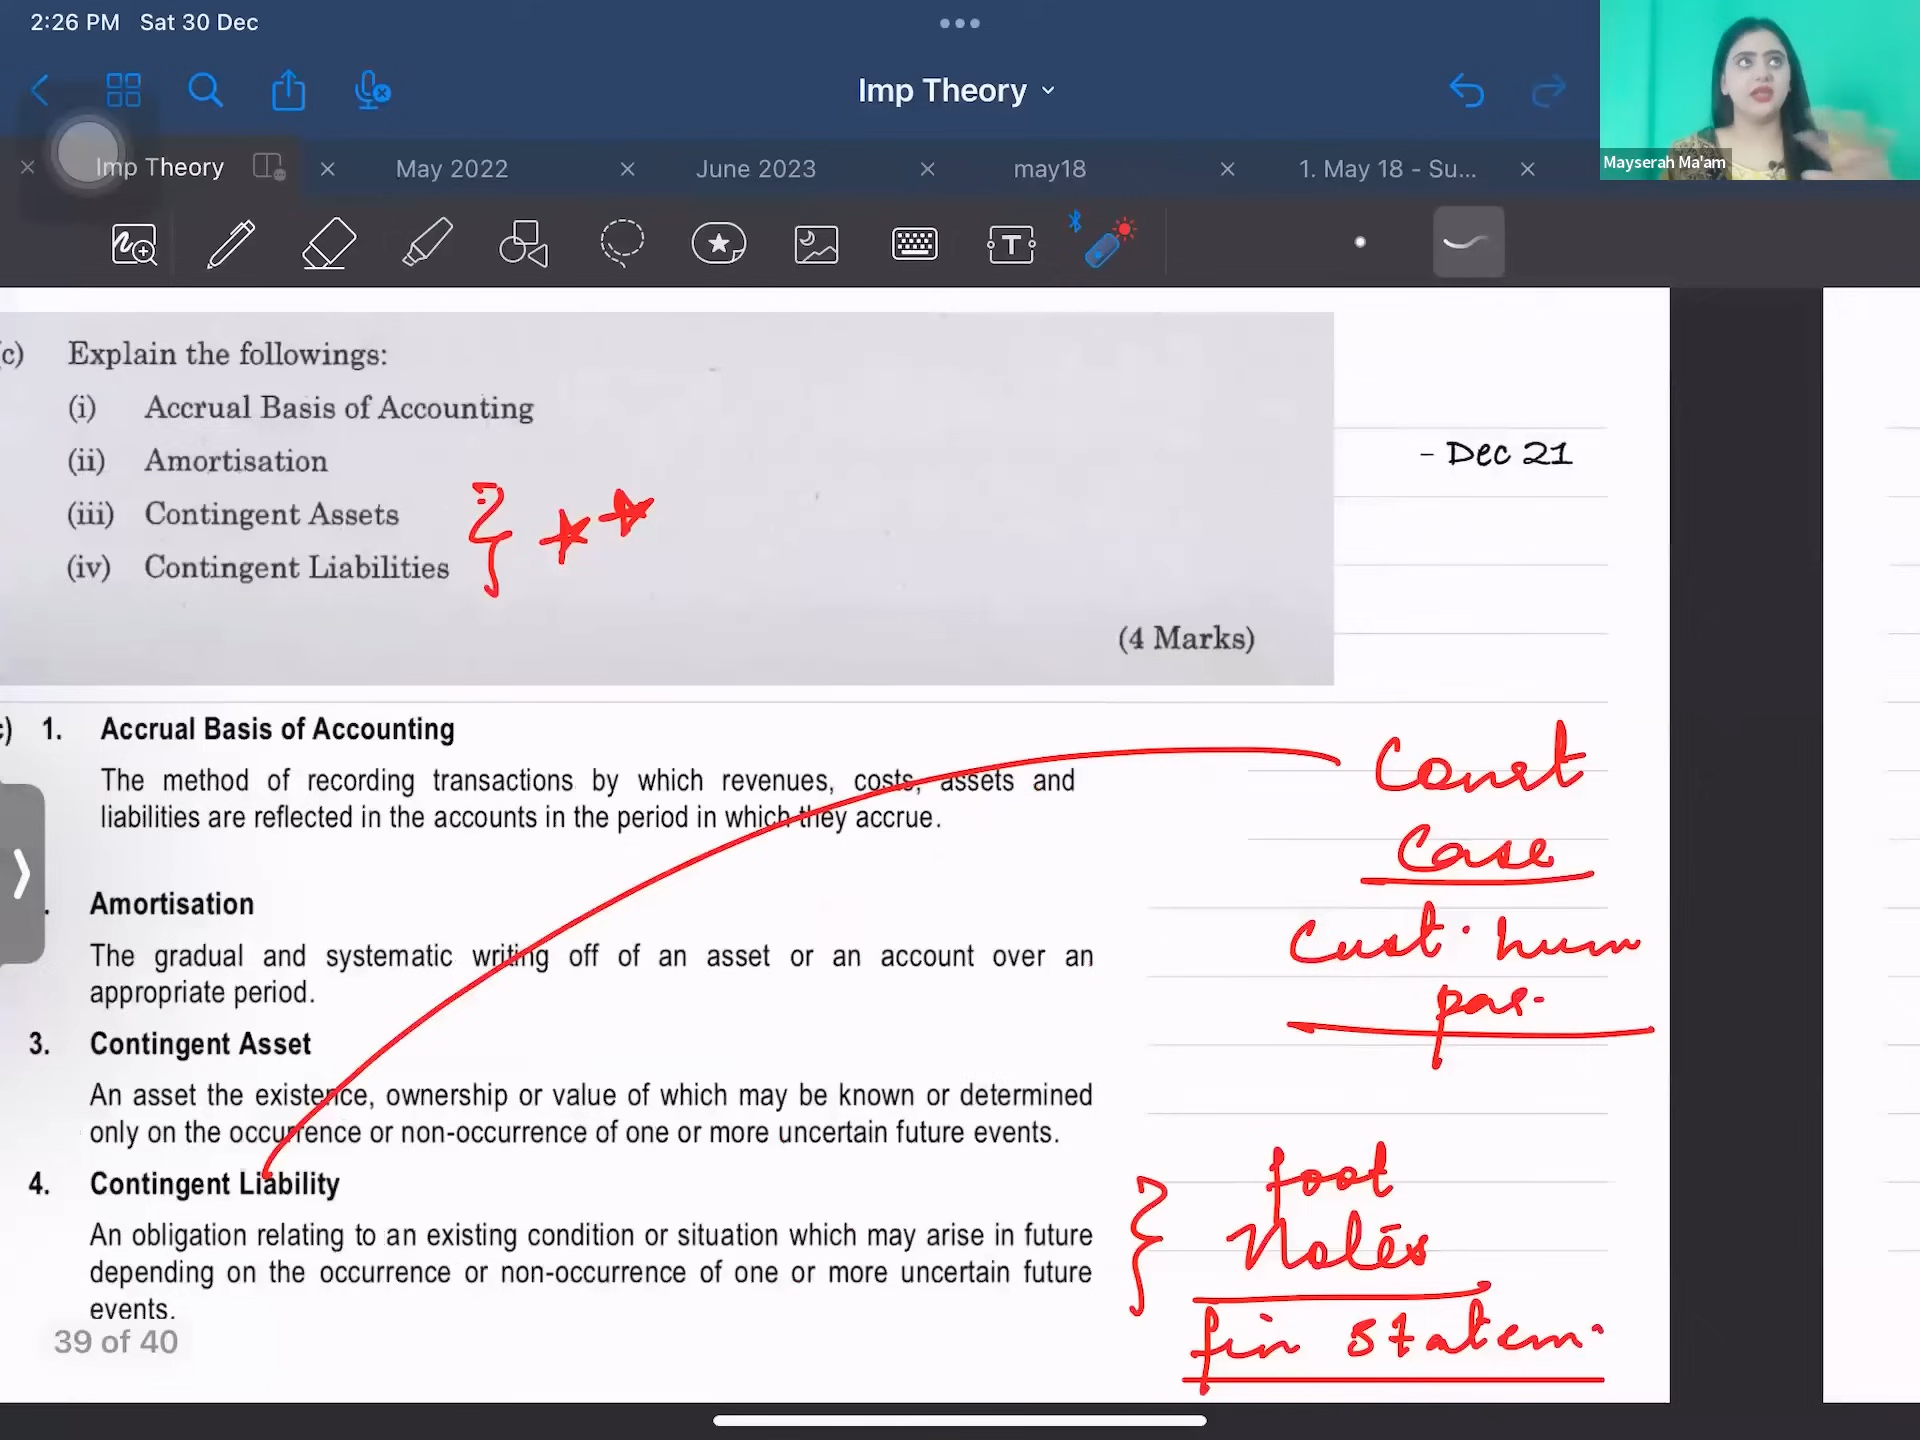 2:26 PM Sat 30 Dec
Imp Theory
Mayserah Ma'am
Imp Theory
May 2022
June 2023
may18
1. May 18 - Su...
T
(c) Explain the followings:
(i) Accrual Basis of Accounting
(ii) Amortisation
(iii) Contingent Assets
(iv) Contingent Liabilities
- Dec 21
(4 Marks)
c) 1. Accrual Basis of Accounting
The method of recording transactions by which revenues, costs, assets and
liabilities are reflected in the accounts in the period in which they accrue.
Court
Case
. Amortisation
The gradual and systematic writing off of an asset or an account over an
appropriate period.
Cust. hum
3. Contingent Asset
An asset the existence, ownership or value of which may be known or determined
only on the occurrence or non-occurrence of one or more uncertain future events.
4. Contingent Liability
An obligation relating to an existing condition or situation which may arise in future
depending on the occurrence or non-occurrence of one or more uncertain future
events.
foot
Notes
fin Statem.
39 of 40